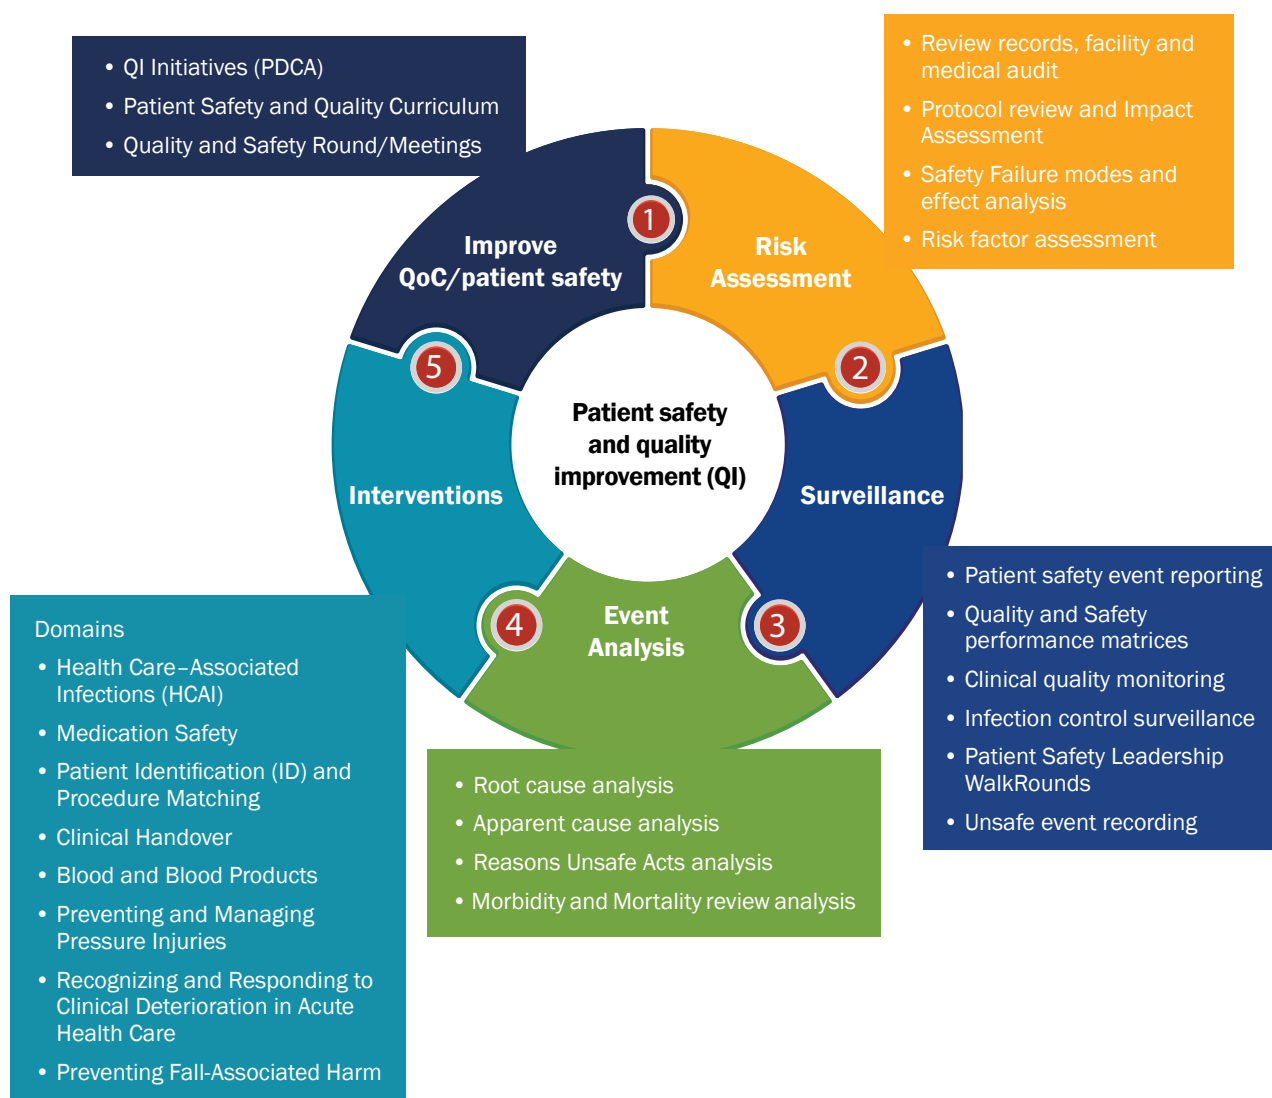 • QI Initiatives (PDCA)
• Patient Safety and Quality Curriculum
• Quality and Safety Round/Meetings
• Review records, facility and
medical audit
• Protocol review and Impact
Assessment
• Safety Failure modes and
effect analysis
• Risk factor assessment
1
Improve
QoC/patient safety
Risk
Assessment
5
2
Patient safety
and quality
improvement (QI)
Interventions
Surveillance
4
Event
Analysis
3
• Patient safety event reporting
• Quality and Safety
performance matrices
• Clinical quality monitoring
• Infection control surveillance
• Patient Safety Leadership
WalkRounds
• Unsafe event recording
Domains
• Health Care–Associated
Infections (HCAI)
• Medication Safety
• Patient Identification (ID) and
Procedure Matching
• Clinical Handover
• Blood and Blood Products
• Preventing and Managing
Pressure Injuries
• Recognizing and Responding to
Clinical Deterioration in Acute
Health Care
• Preventing Fall-Associated Harm
• Root cause analysis
• Apparent cause analysis
• Reasons Unsafe Acts analysis
• Morbidity and Mortality review analysis